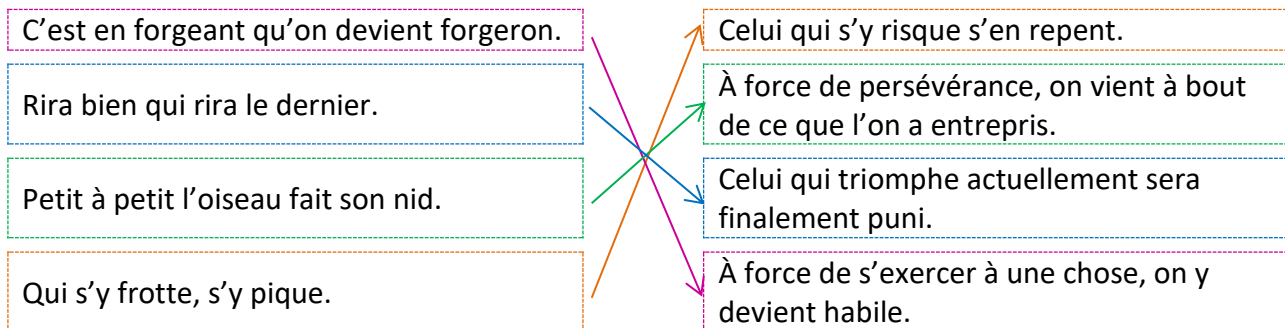 C’est en forgeant qu’on devient forgeron.
Rira bien qui rira le dernier.
Petit à petit l’oiseau fait son nid.
Qui s’y frotte, s’y pique.
Celui qui s’y risque s’en repent.
À force de persévérance, on vient à bout
de ce que l’on a entrepris.
Celui qui triomphe actuellement sera
finalement puni.
À force de s’exercer à une chose, on y
devient habile.